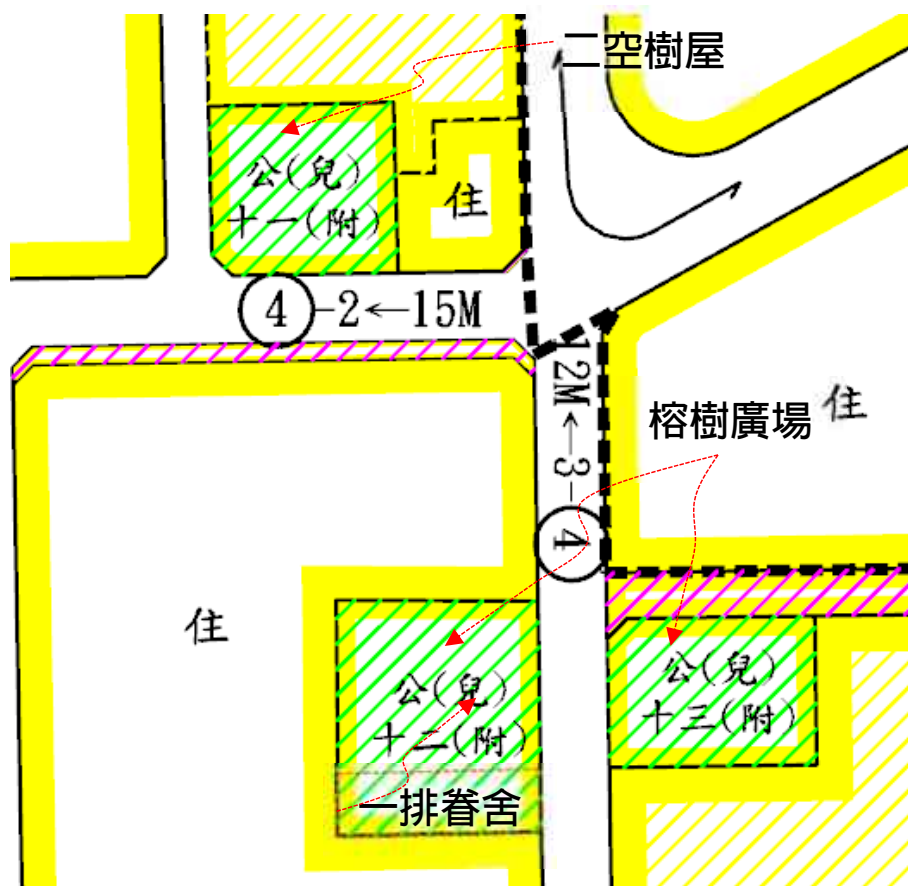 二空樹屋
公(兒)
十一(附)
住
④-2←15M
12M←3-④
榕樹廣場
住
住
公(兒)
十二(附)
公(兒)
十三(附)
一排眷舍